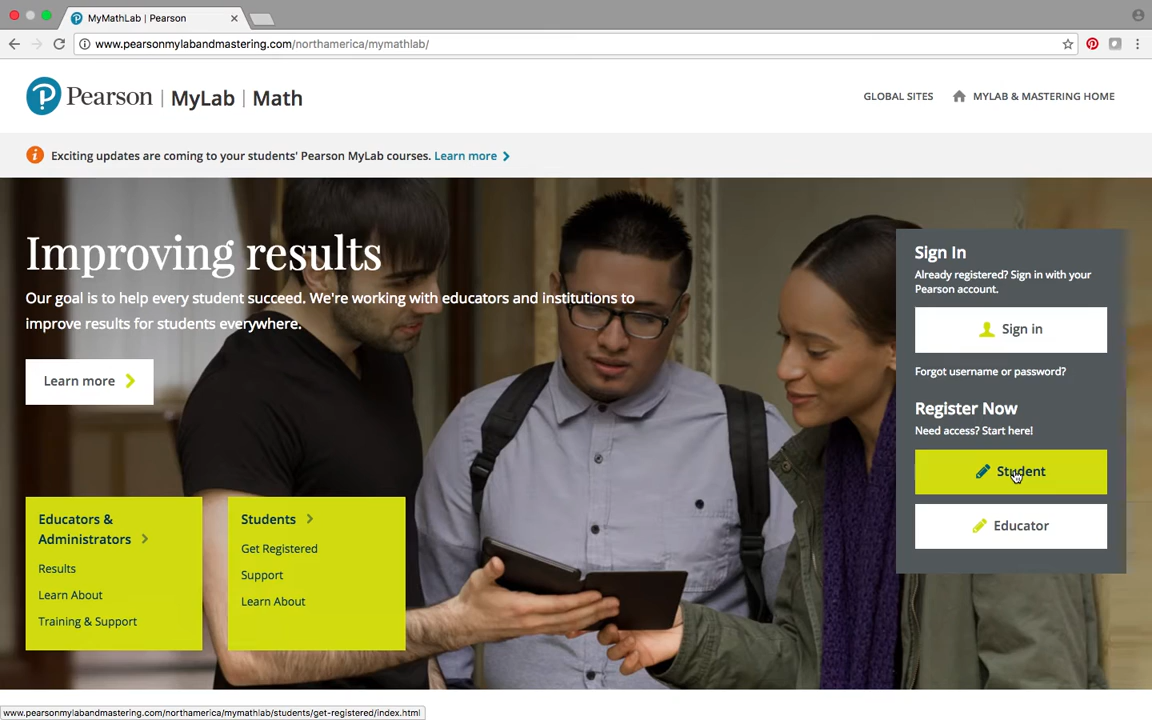 MyMathLab | Pearson
www.pearsonmylabandmastering.com/northamerica/mymathlab/
Pearson | MyLab | Math
GLOBAL SITES
MYLAB & MASTERING HOME
Exciting updates are coming to your students' Pearson MyLab courses. Learn more
Improving results
Our goal is to help every student succeed. We're working with educators and institutions to
improve results for students everywhere.
Learn more
Educators &
Administrators
Results
Learn About
Training & Support
Students
Get Registered
Support
Learn About
Sign In
Already registered? Sign in with your
Pearson account.
Sign in
Forgot username or password?
Register Now
Need access? Start here!
Student
Educator
www.pearsonmylabandmastering.com/northamerica/mymathlab/students/get-registered/index.html